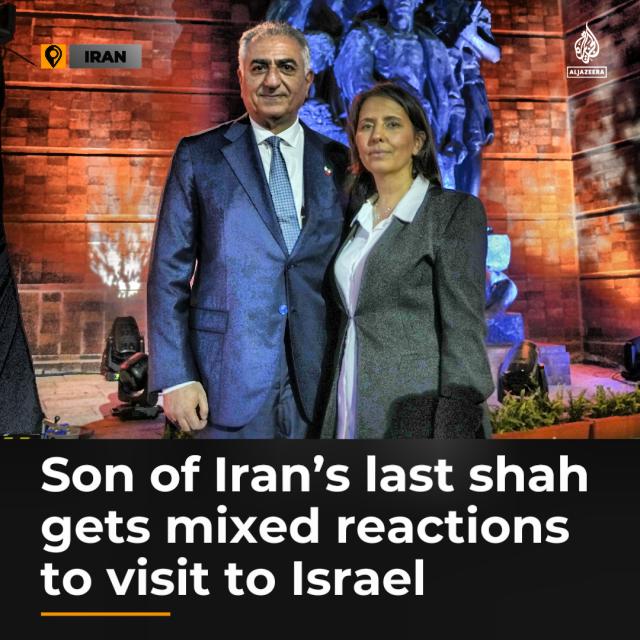 IRAN
ALJAZEERA
Son of Iran's last shah
gets mixed reactions
to visit to Israel